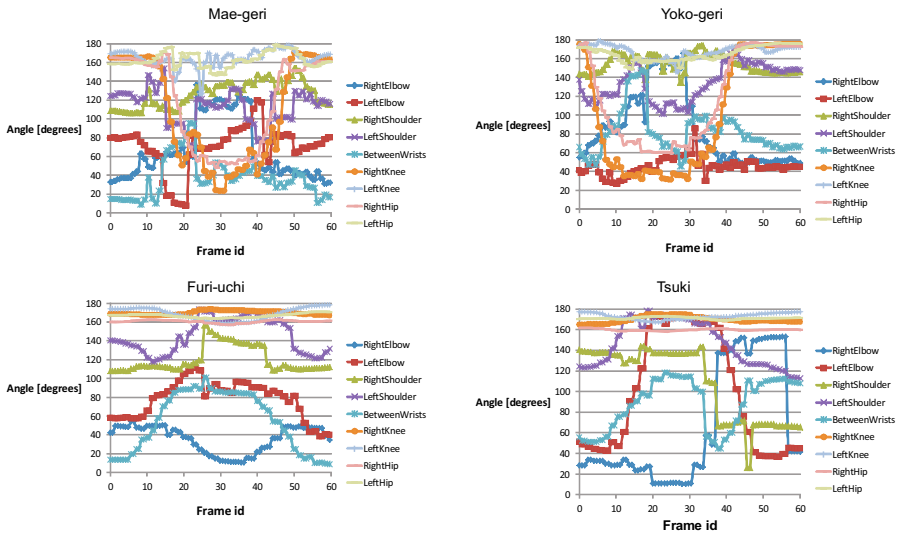 Mae-geri
180
160
140
120
100
80
60
40
20
0
0 10 20 30 40 50 60
Angle [degrees]
Frame id
RightElbow
LeftElbow
RightShoulder
LeftShoulder
BetweenWrists
RightKnee
LeftKnee
RightHip
LeftHip
Yoko-geri
180
160
140
120
100
80
60
40
20
0
0 10 20 30 40 50 60
Angle [degrees]
Frame id
RightElbow
LeftElbow
RightShoulder
LeftShoulder
BetweenWrists
RightKnee
LeftKnee
RightHip
LeftHip
Furi-uchi
180
160
140
120
100
80
60
40
20
0
0 10 20 30 40 50 60
Angle [degrees]
Frame id
RightElbow
LeftElbow
RightShoulder
LeftShoulder
BetweenWrists
RightKnee
LeftKnee
RightHip
LeftHip
Tsuki
180
160
140
120
100
80
60
40
20
0
0 10 20 30 40 50 60
Angle [degrees]
Frame id
RightElbow
LeftElbow
RightShoulder
LeftShoulder
BetweenWrists
RightKnee
LeftKnee
RightHip
LeftHip